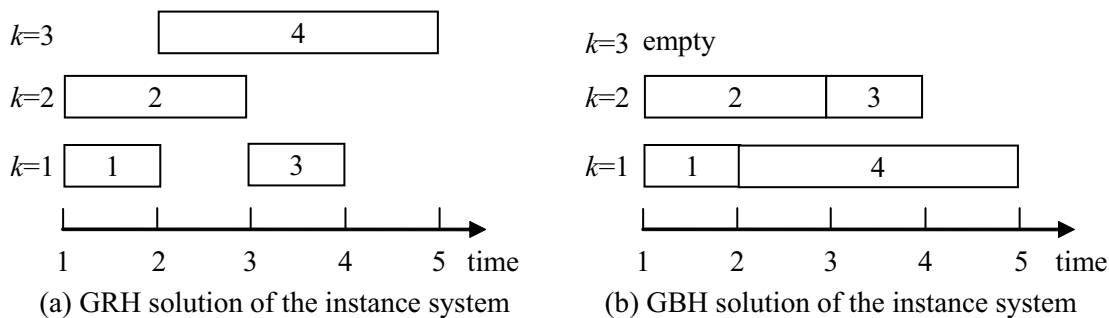 k=3 4
k=2 2
k=1 1 3
1 2 3 4 5 time
(a) GRH solution of the instance system
k=3 empty
k=2 2 3
k=1 1 4
1 2 3 4 5 time
(b) GBH solution of the instance system